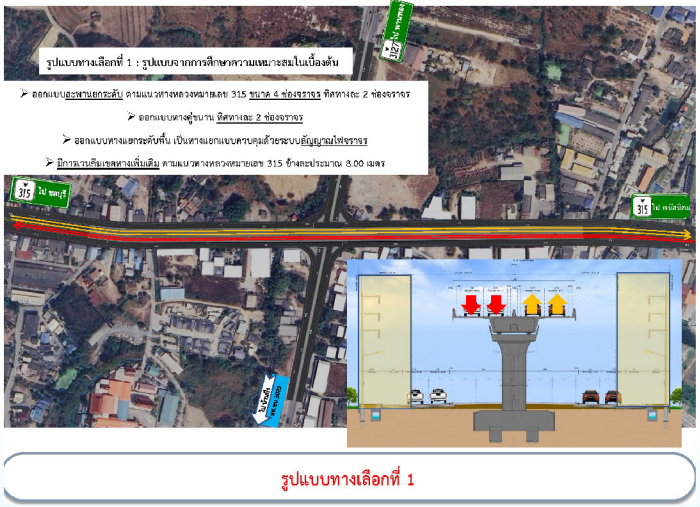 ไป พานทอง
3127
รูปแบบทางเลือกที่ 1 : รูปแบบจากการศึกษาความเหมาะสมในเบื้องต้น
➢ ออกแบบสะพานยกระดับ ตามแนวทางหลวงหมายเลข 315 ขนาด 4 ช่องจราจร ทิศทางละ 2 ช่องจราจร
➢ ออกแบบทางคู่ขนาน ทิศทางละ 2 ช่องจราจร
➢ ออกแบบทางแยกระดับพื้น เป็นทางแยกแบบควบคุมด้วยระบบสัญญาณไฟจราจร
➢ มีการเวนคืนเขตทางเพิ่มเติม ตามแนวทางหลวงหมายเลข 315 ข้างละประมาณ 8.00 เมตร
315 ไป ชลบุรี
315 ไป พนัสนิคม
รูปแบบทางเลือกที่ 1